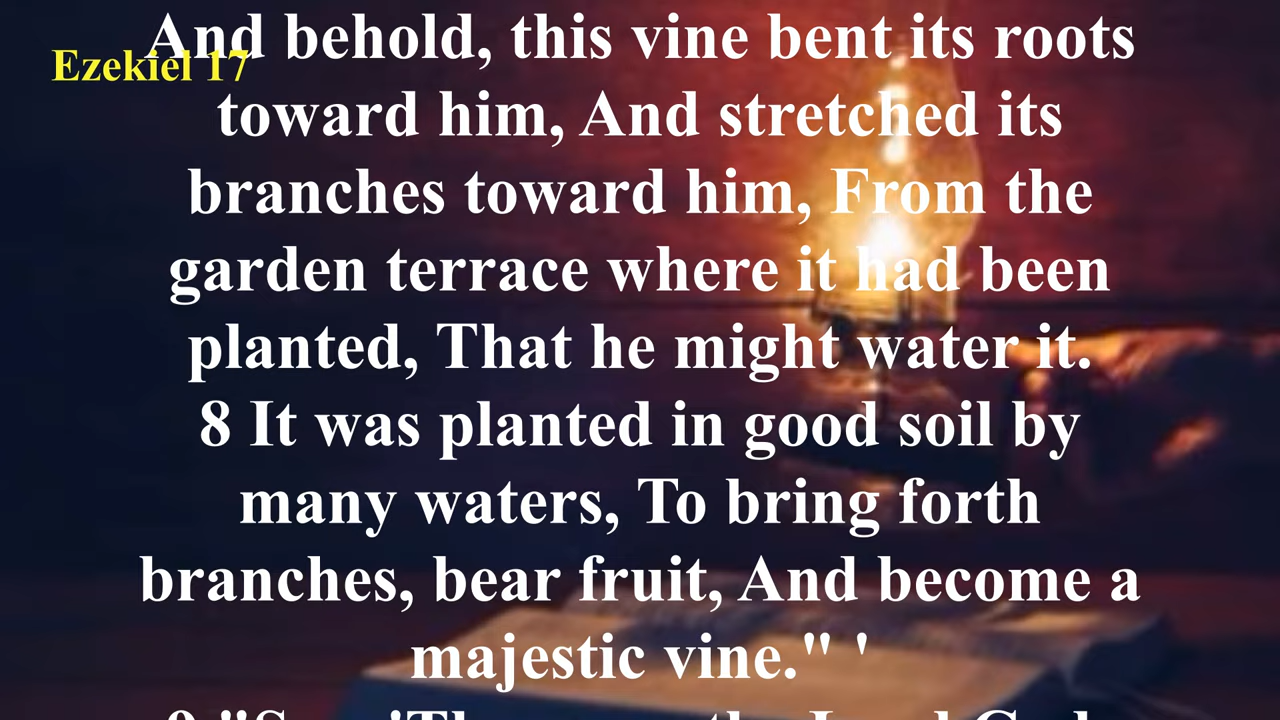 Ezekiel 17
And behold, this vine bent its roots
toward him, And stretched its
branches toward him, From the
garden terrace where it had been
planted, That he might water it.
8 It was planted in good soil by
many waters, To bring forth
branches, bear fruit, And become a
majestic vine." '